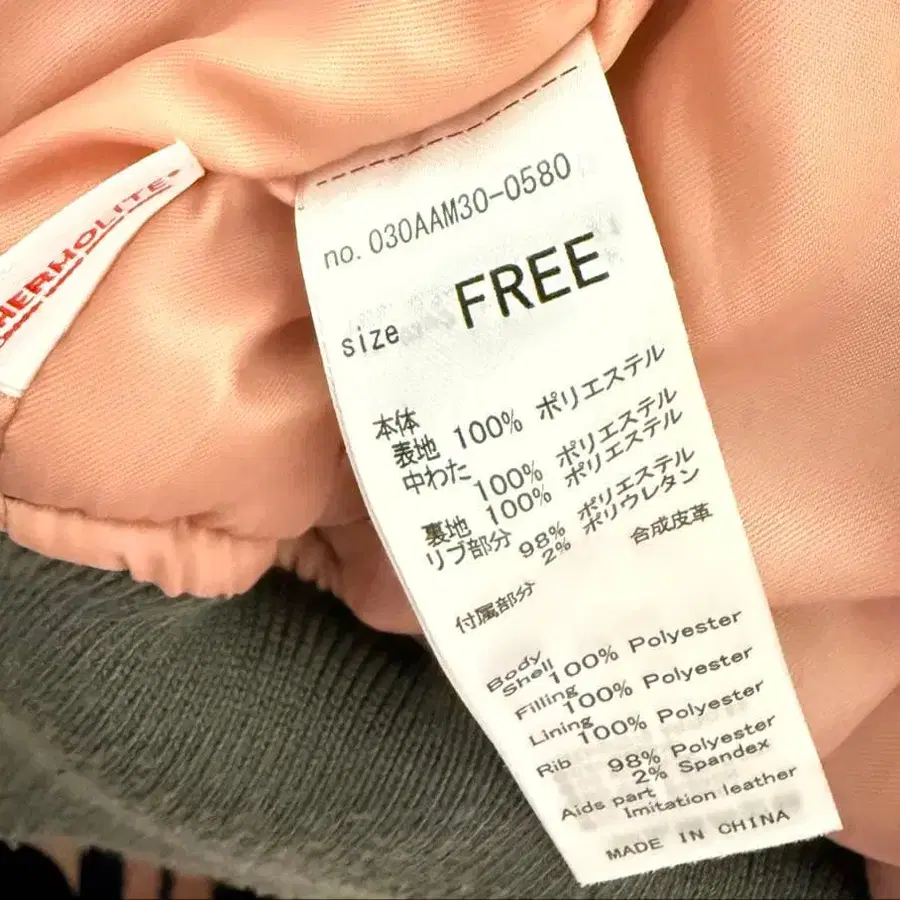 HERMOLITE
no. 030AAM30-0580
size FREE
本体
表地 100% ポリエステル
中わた 100% ポリエステル
裏地 100% ポリエステル
リブ部分 98% ポリエステル
2% ポリウレタン
付属部分 合成皮革
Body
Shell 100% Polyester
Filling 100% Polyester
Lining 100% Polyester
Rib 98% Polyester
2% Spandex
Aids part Imitation leather
MADE IN CHINA